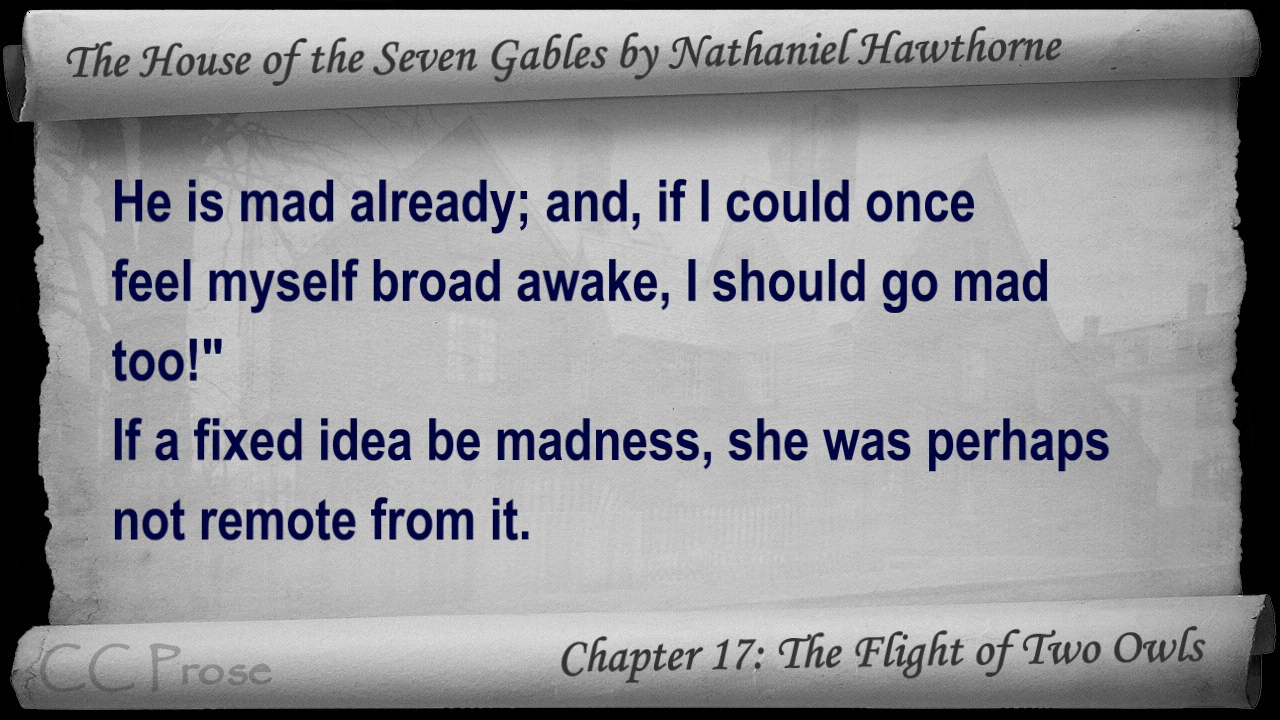 The House of the Seven Gables by Nathaniel Hawthorne
He is mad already; and, if I could once
feel myself broad awake, I should go mad
too!"
If a fixed idea be madness, she was perhaps
not remote from it.
CC Prose
Chapter 17: The Flight of Two Owls